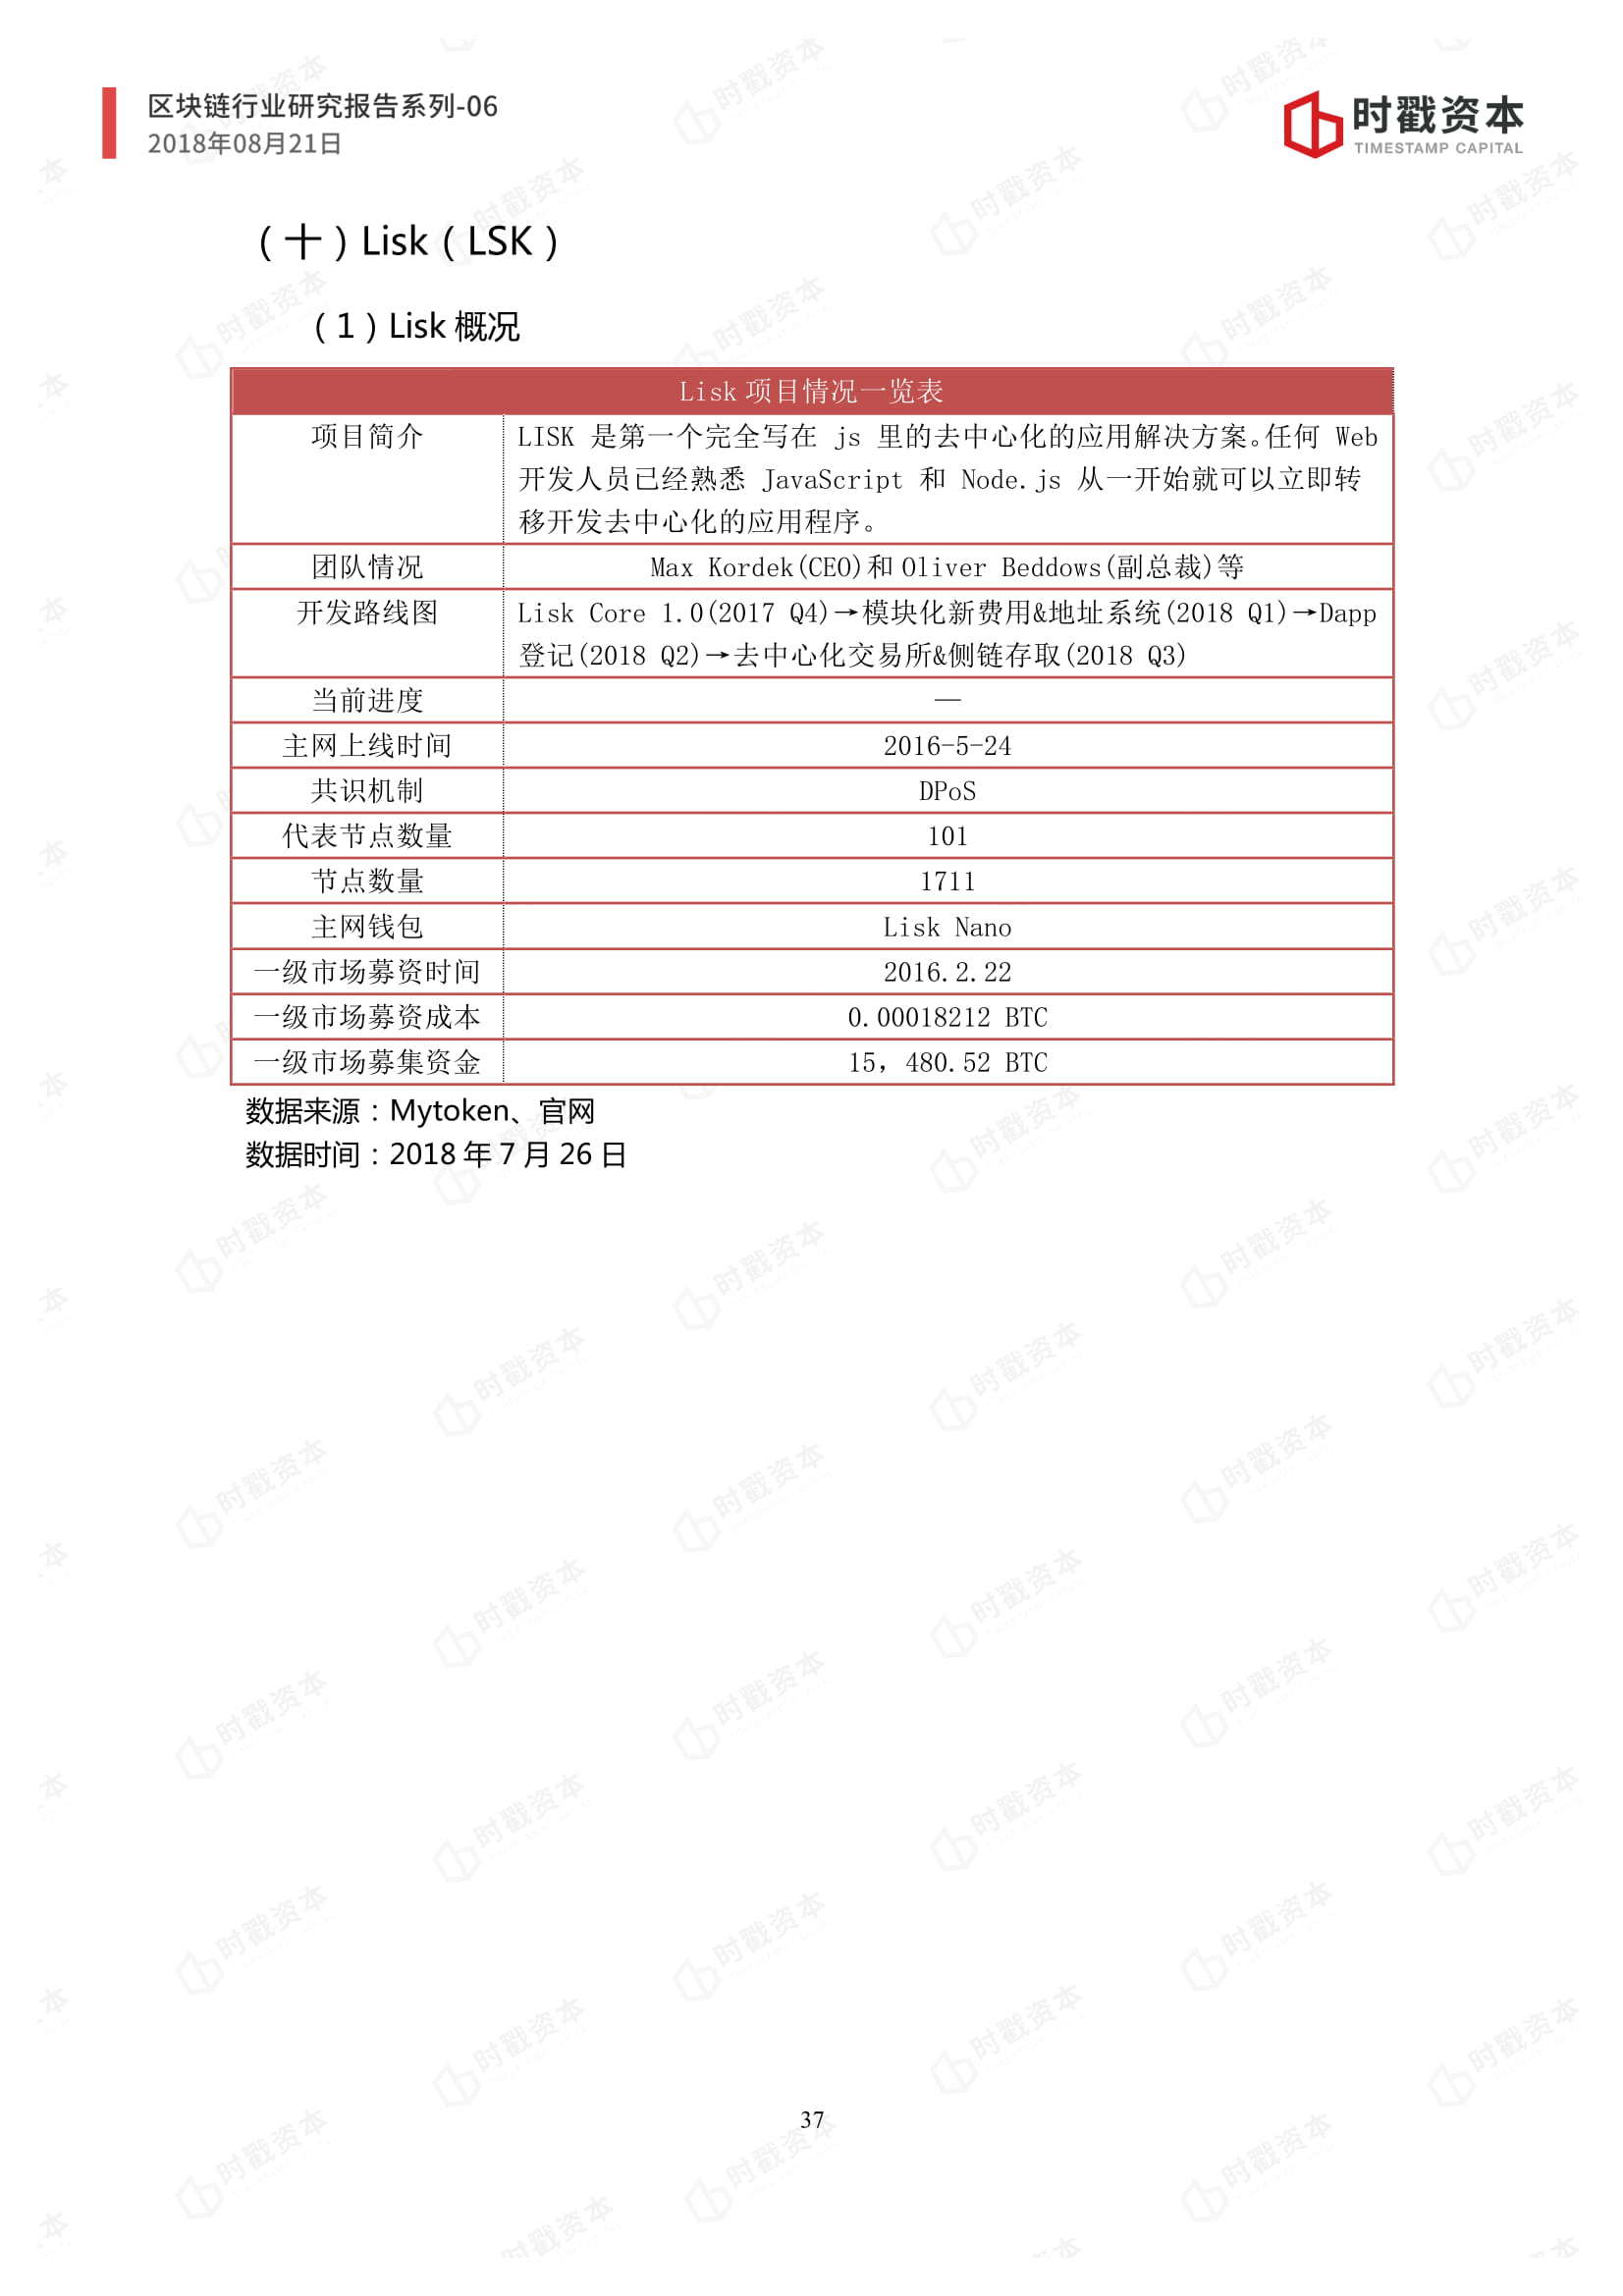 区块链行业研究报告系列-06
2018年08月21日
时戳资本
TIMESTAMP CAPITAL
（十）Lisk（LSK）
（1）Lisk 概况
Lisk 项目情况一览表
项目简介
LISK 是第一个完全写在 js 里的去中心化的应用解决方案。任何 Web
开发人员已经熟悉 JavaScript 和 Node.js 从一开始就可以立即转
移开发去中心化的应用程序。
团队情况
Max Kordek(CEO)和 Oliver Beddows(副总裁)等
开发路线图
Lisk Core 1.0(2017 Q4)→模块化新费用&地址系统(2018 Q1)→Dapp
登记(2018 Q2)→去中心化交易所&侧链存取(2018 Q3)
当前进度
—
主网上线时间
2016-5-24
共识机制
DPoS
代表节点数量
101
节点数量
1711
主网钱包
Lisk Nano
一级市场募资时间
2016.2.22
一级市场募资成本
0.00018212 BTC
一级市场募集资金
15，480.52 BTC
数据来源：Mytoken、官网
数据时间：2018 年 7 月 26 日
37